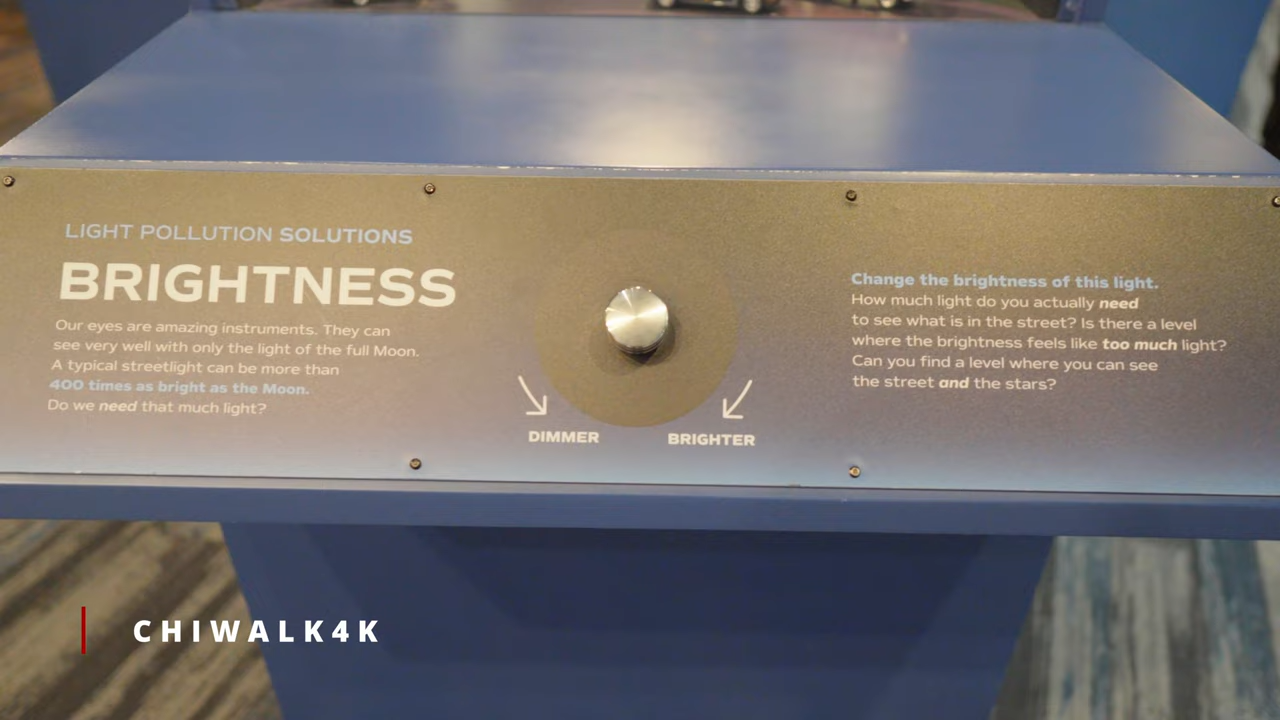 LIGHT POLLUTION SOLUTIONS
BRIGHTNESS
Our eyes are amazing instruments. They can
see very well with only the light of the full Moon.
A typical streetlight can be more than
400 times as bright as the Moon.
Do we need that much light?
DIMMER
BRIGHTER
Change the brightness of this light.
How much light do you actually need
to see what is in the street? Is there a level
where the brightness feels like too much light?
Can you find a level where you can see
the street and the stars?
CHIWALK4K